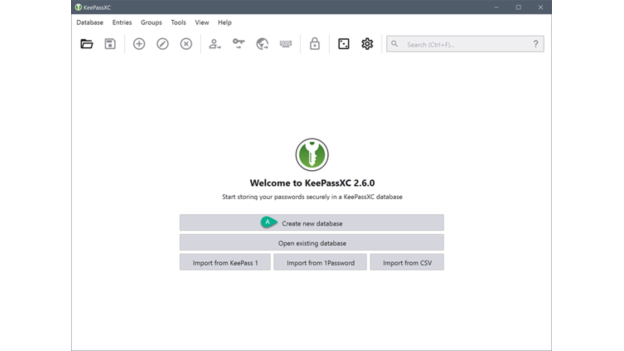 KeePassXC
Database Entries Groups Tools View Help
Search (Ctrl+F)... ?
Welcome to KeePassXC 2.6.0
Start storing your passwords securely in a KeePassXC database
A Create new database
Open existing database
Import from KeePass 1 Import from 1Password Import from CSV